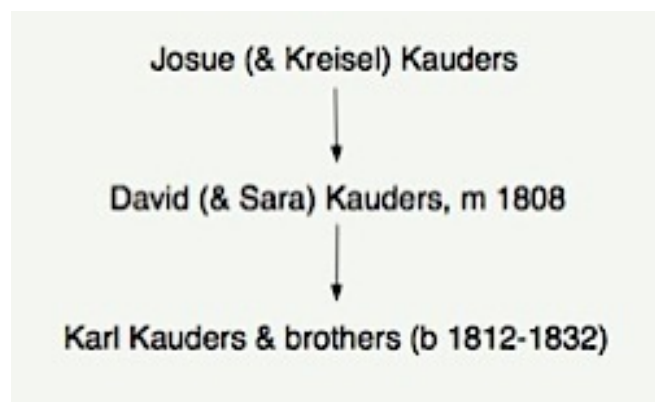 Josue (& Kreisel) Kauders
David (& Sara) Kauders, m 1808
Karl Kauders & brothers (b 1812-1832)